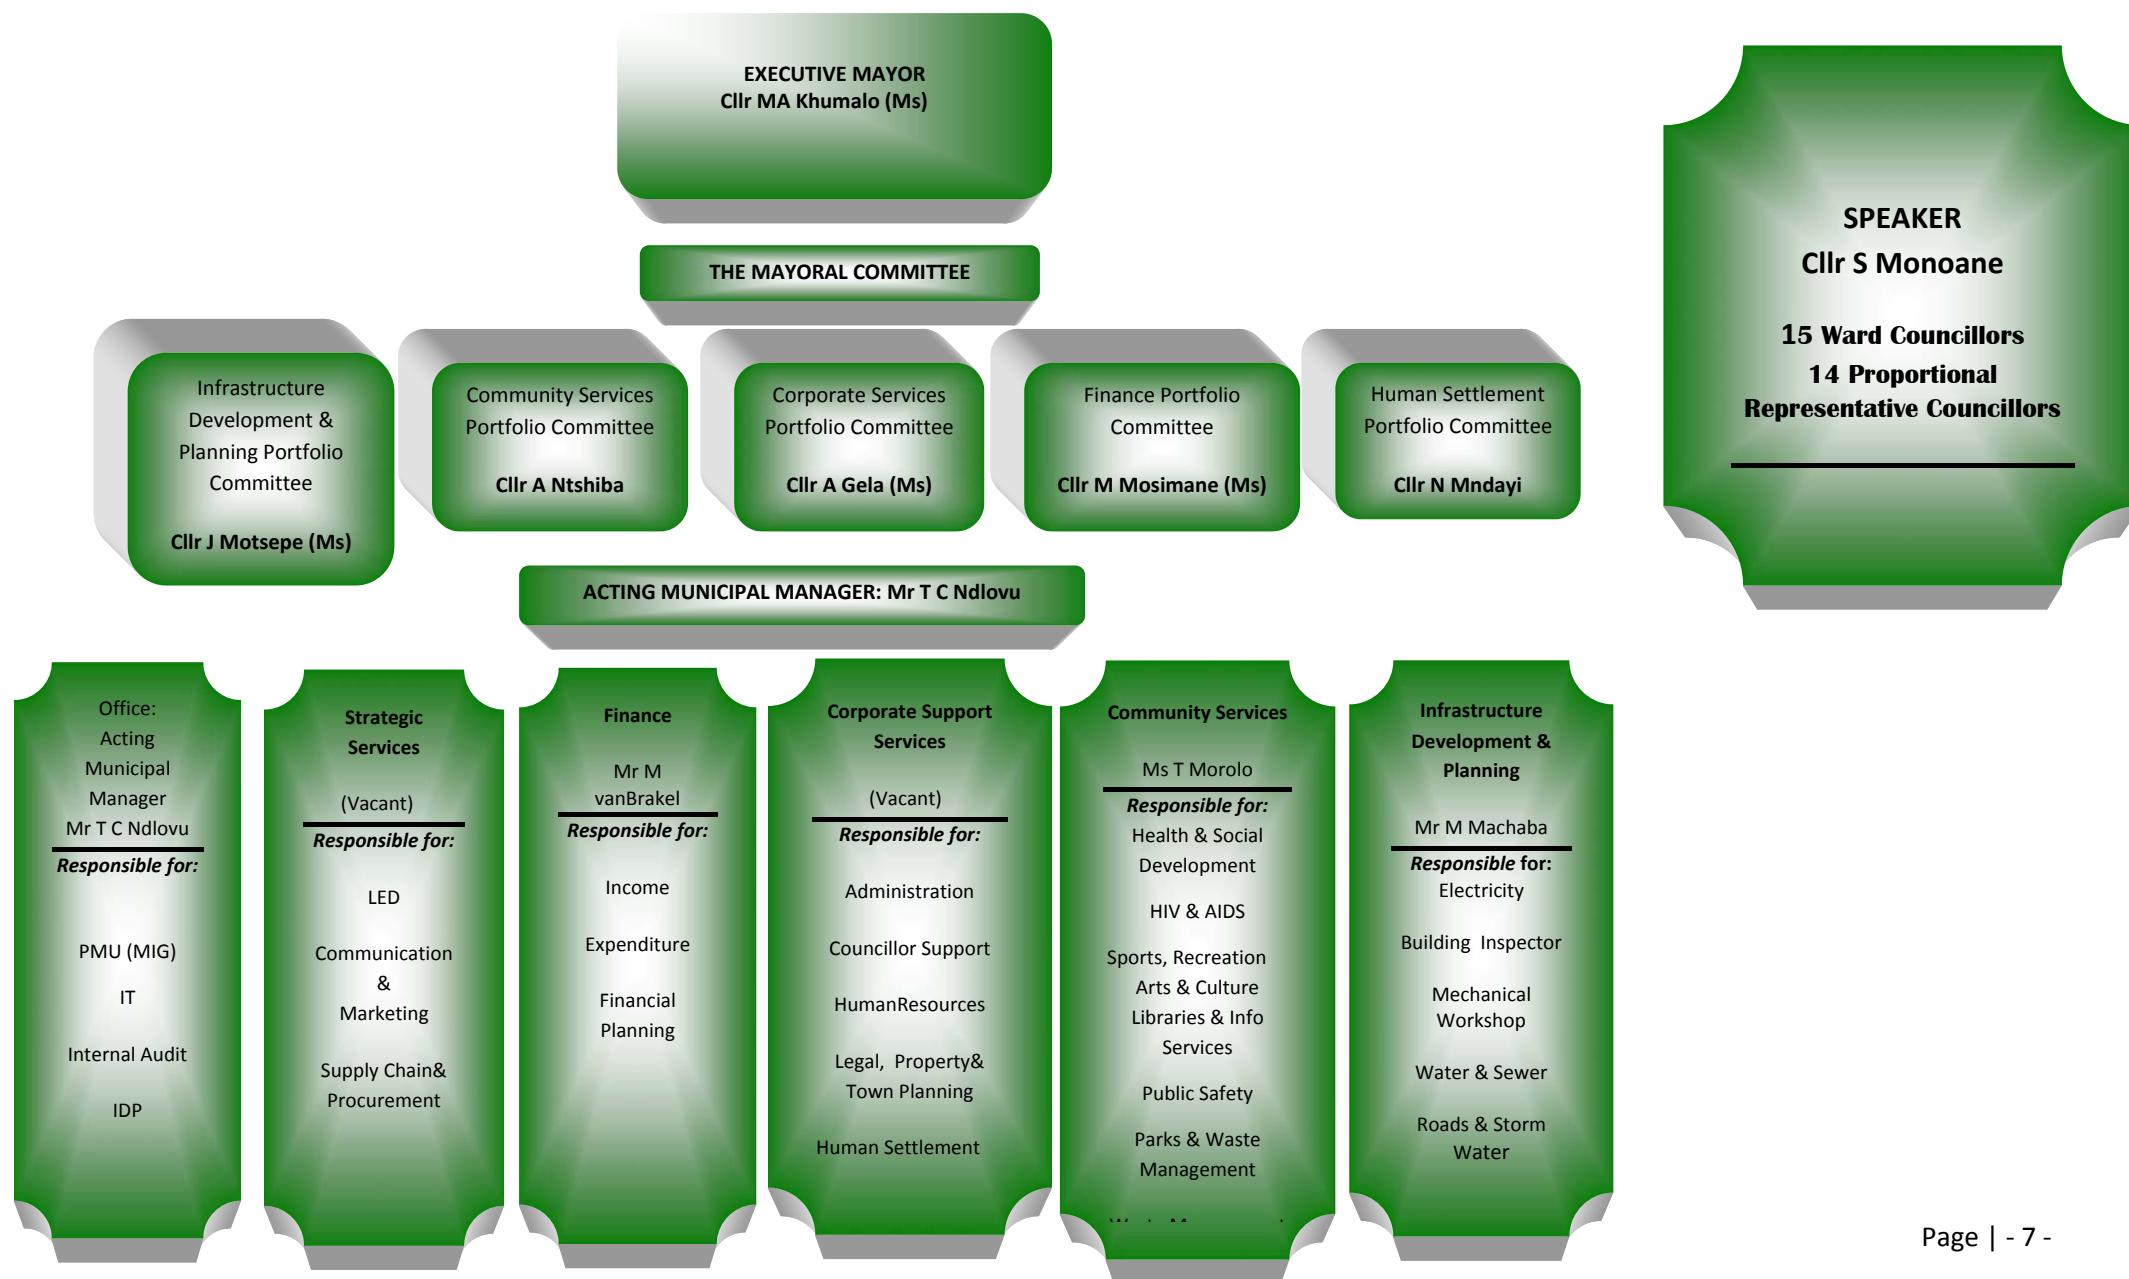 EXECUTIVE MAYOR
Cllr MA Khumalo (Ms)
THE MAYORAL COMMITTEE
Infrastructure
Development &
Planning Portfolio
Committee
Cllr J Motsepe (Ms)
Community Services
Portfolio Committee
Cllr A Ntshiba
Corporate Services
Portfolio Committee
Cllr A Gela (Ms)
Finance Portfolio
Committee
Cllr M Mosimane (Ms)
Human Settlement
Portfolio Committee
Cllr N Mndayi
SPEAKER
Cllr S Monoane
15 Ward Councillors
14 Proportional
Representative Councillors
ACTING MUNICIPAL MANAGER: Mr T C Ndlovu
Office:
Acting
Municipal
Manager
Mr T C Ndlovu
Responsible for:
PMU (MIG)
IT
Internal Audit
IDP
Strategic
Services
(Vacant)
Responsible for:
LED
Communication
&
Marketing
Supply Chain&
Procurement
Finance
Mr M
vanBrakel
Responsible for:
Income
Expenditure
Financial
Planning
Corporate Support
Services
(Vacant)
Responsible for:
Administration
Councillor Support
HumanResources
Legal, Property&
Town Planning
Human Settlement
Community Services
Ms T Morolo
Responsible for:
Health & Social
Development
HIV & AIDS
Sports, Recreation
Arts & Culture
Libraries & Info
Services
Public Safety
Parks & Waste
Management
Infrastructure
Development &
Planning
Mr M Machaba
Responsible for:
Electricity
Building Inspector
Mechanical
Workshop
Water & Sewer
Roads & Storm
Water
Page | - 7 -